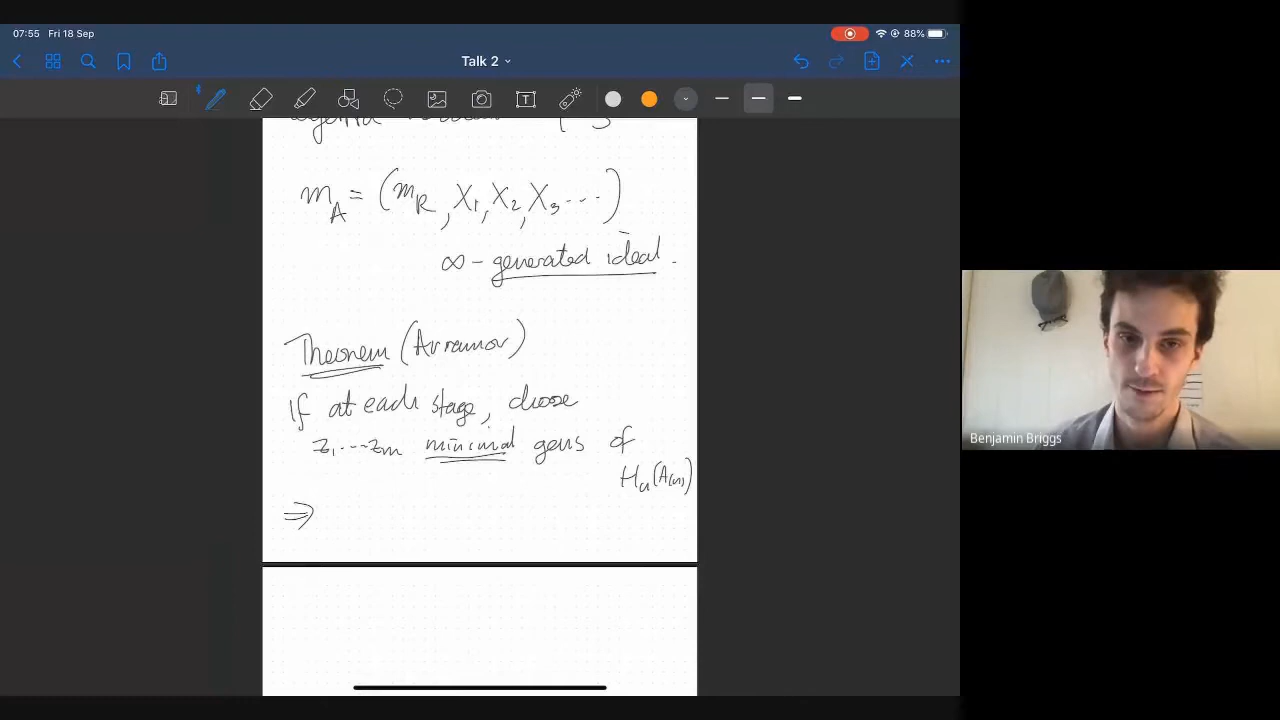 07:55 Fri 18 Sep
88%
Talk 2
m_A = (m_R, X_1, X_2, X_3 ...)
∞ - generated ideal.
Theorem (Avramov)
If at each stage, choose
z_1 ... z_m minimal gens of
H_n(A(n))
⇒
Benjamin Briggs